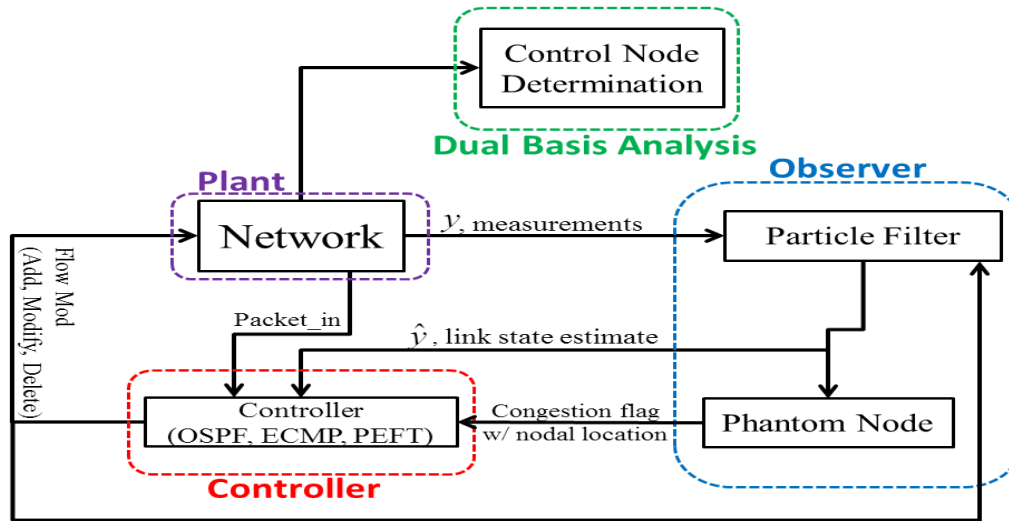 Control Node
Determination
Dual Basis Analysis
Observer
Plant
Network
y, measurements
Particle Filter
Flow Mod
(Add, Modify, Delete)
Packet_in
ŷ, link state estimate
Controller
(OSPF, ECMP, PEFT)
Congestion flag
w/ nodal location
Phantom Node
Controller